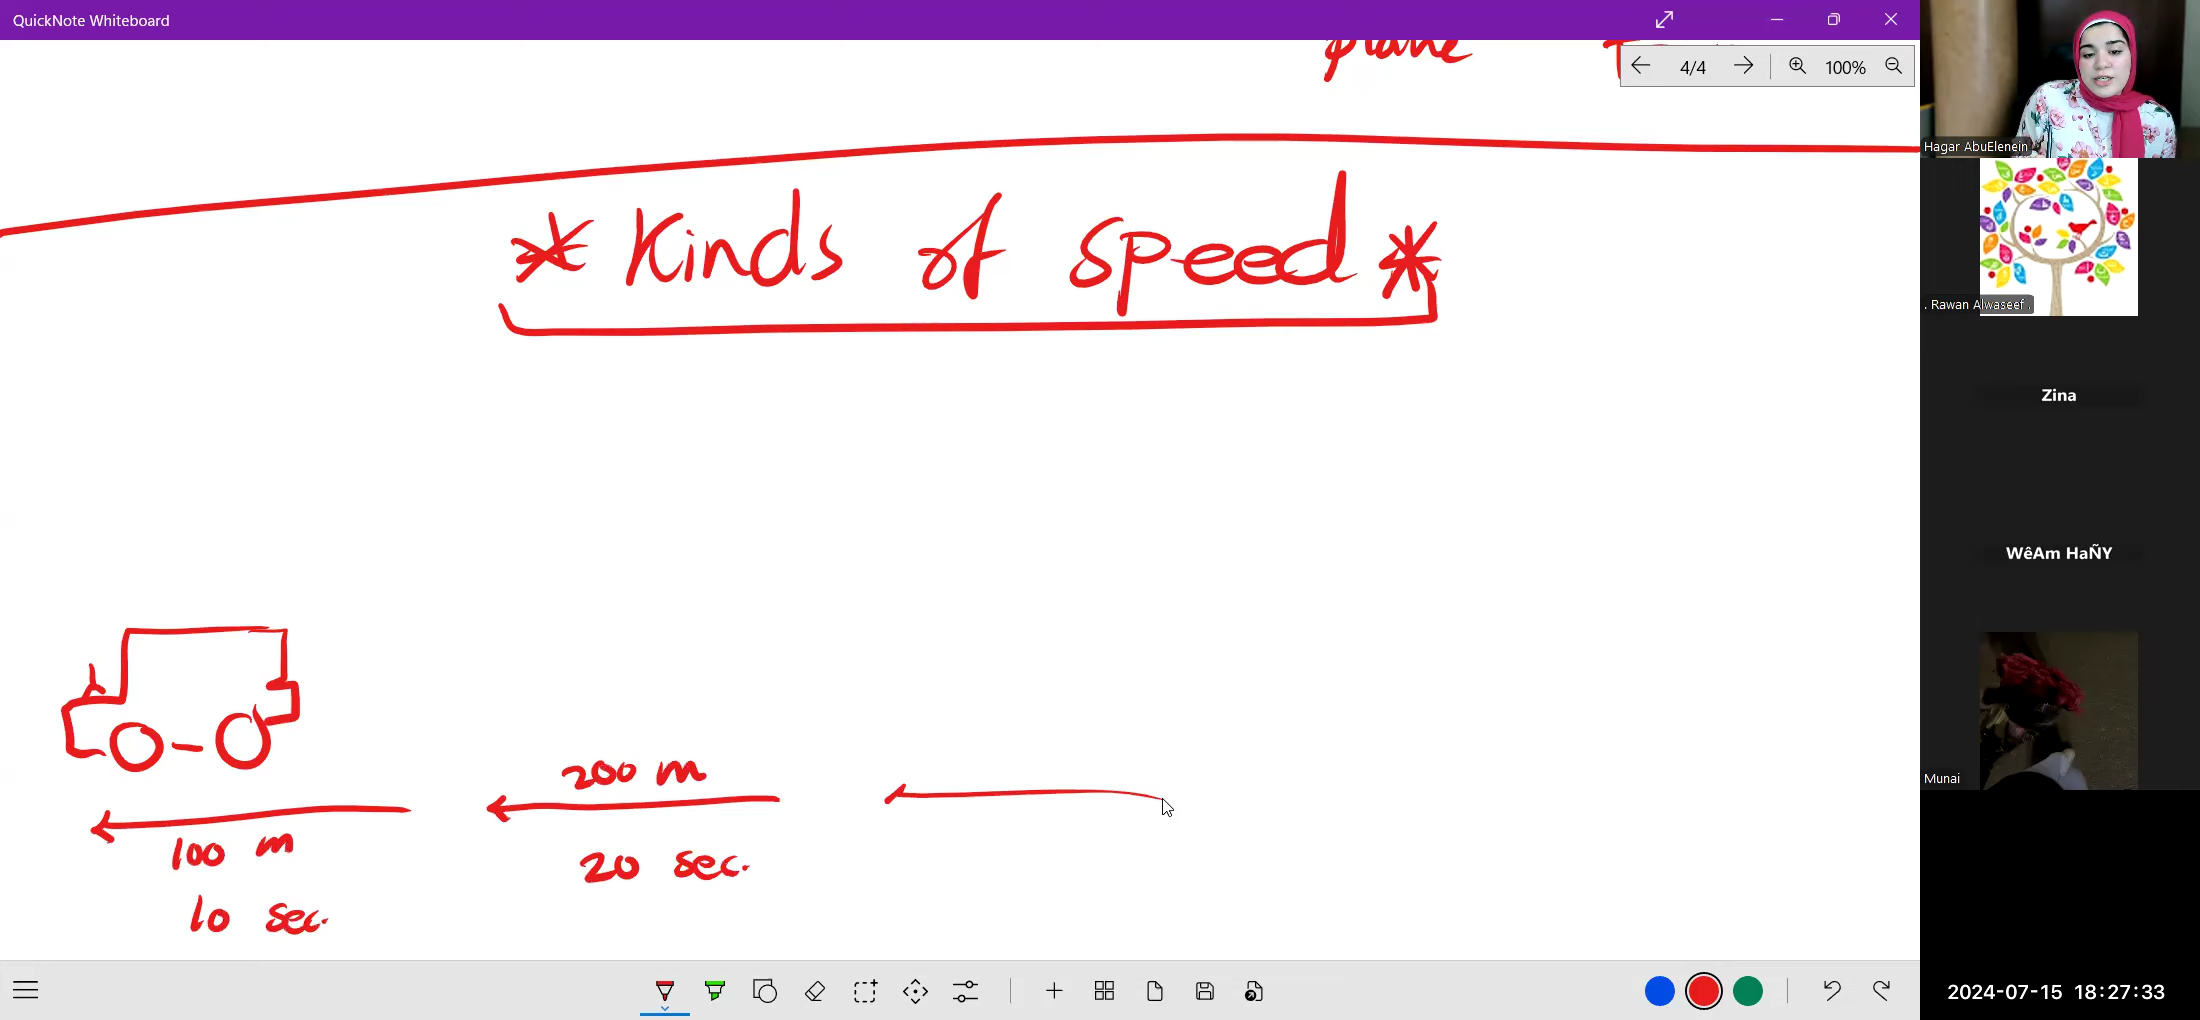 QuickNote Whiteboard
plane
4/4
100%
* Kinds of speed *
200 m
20 sec.
100 m
10 sec.
Hagar AbuElenein
. Rawan Alwaseef .
Zina
WêAm HaÑY
Munai
2024-07-15 18:27:33